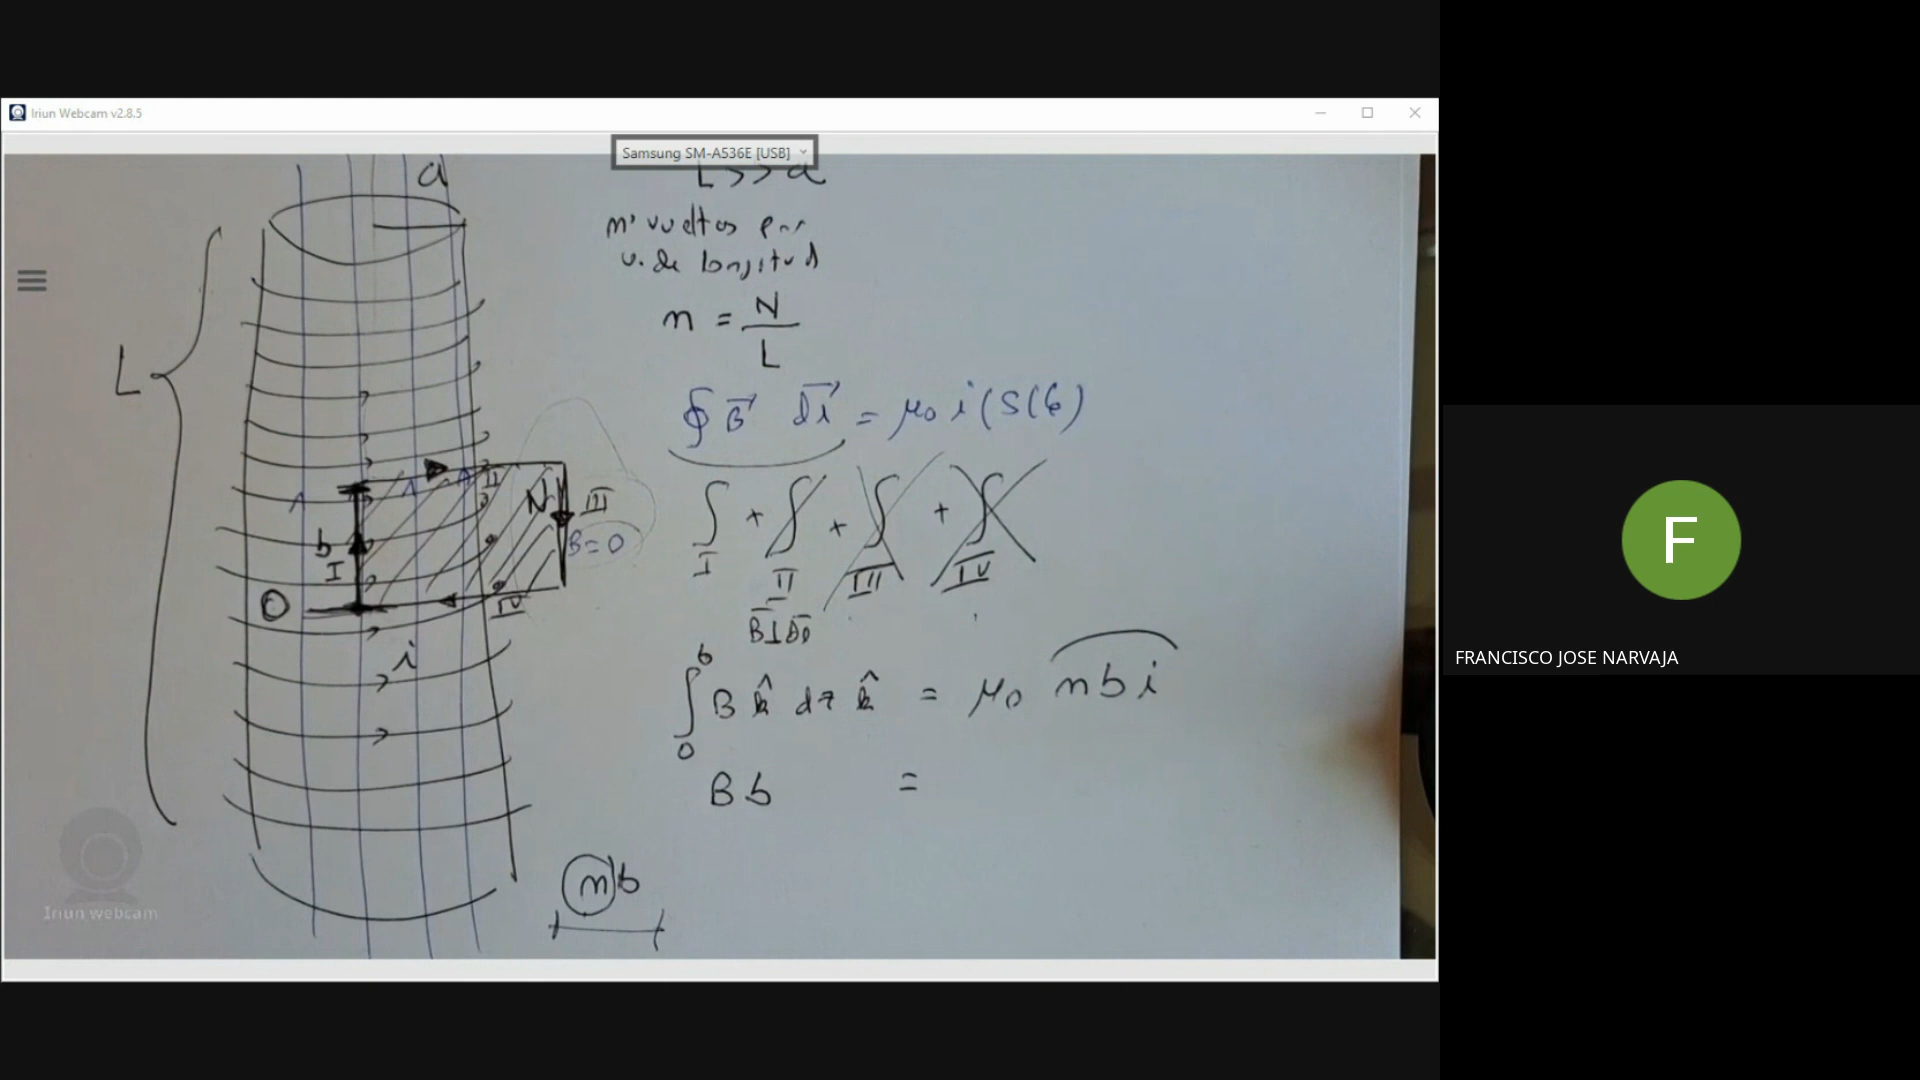 Iriun Webcam v2.8.5
Samsung SM-A536E [USB]
a
L >> a
n° vueltas por
u. de longitud
n = N / L
L
∮ B⃗ dl⃗ = μ₀ i (S(C))
∫ + ∫ + ∫ + ∫
I II III IV
B ⊥ dl
II
N
III
B = 0
b
I
O
IV
i
∫₀ᵇ B k̂ dz k̂ = μ₀ n b i
B b =
n b
Iriun webcam
F
FRANCISCO JOSE NARVAJA